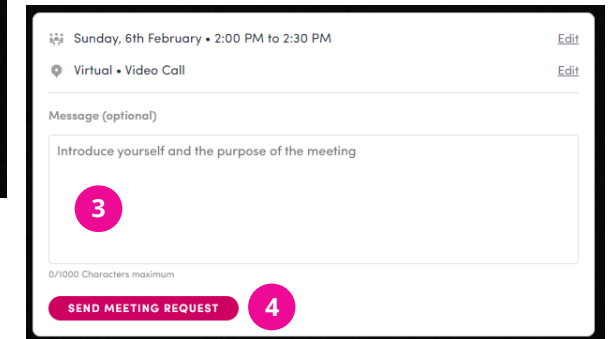 Sunday, 6th February • 2:00 PM to 2:30 PM Edit
Virtual • Video Call Edit
Message (optional)
Introduce yourself and the purpose of the meeting
3
0/1000 Characters maximum
SEND MEETING REQUEST 4